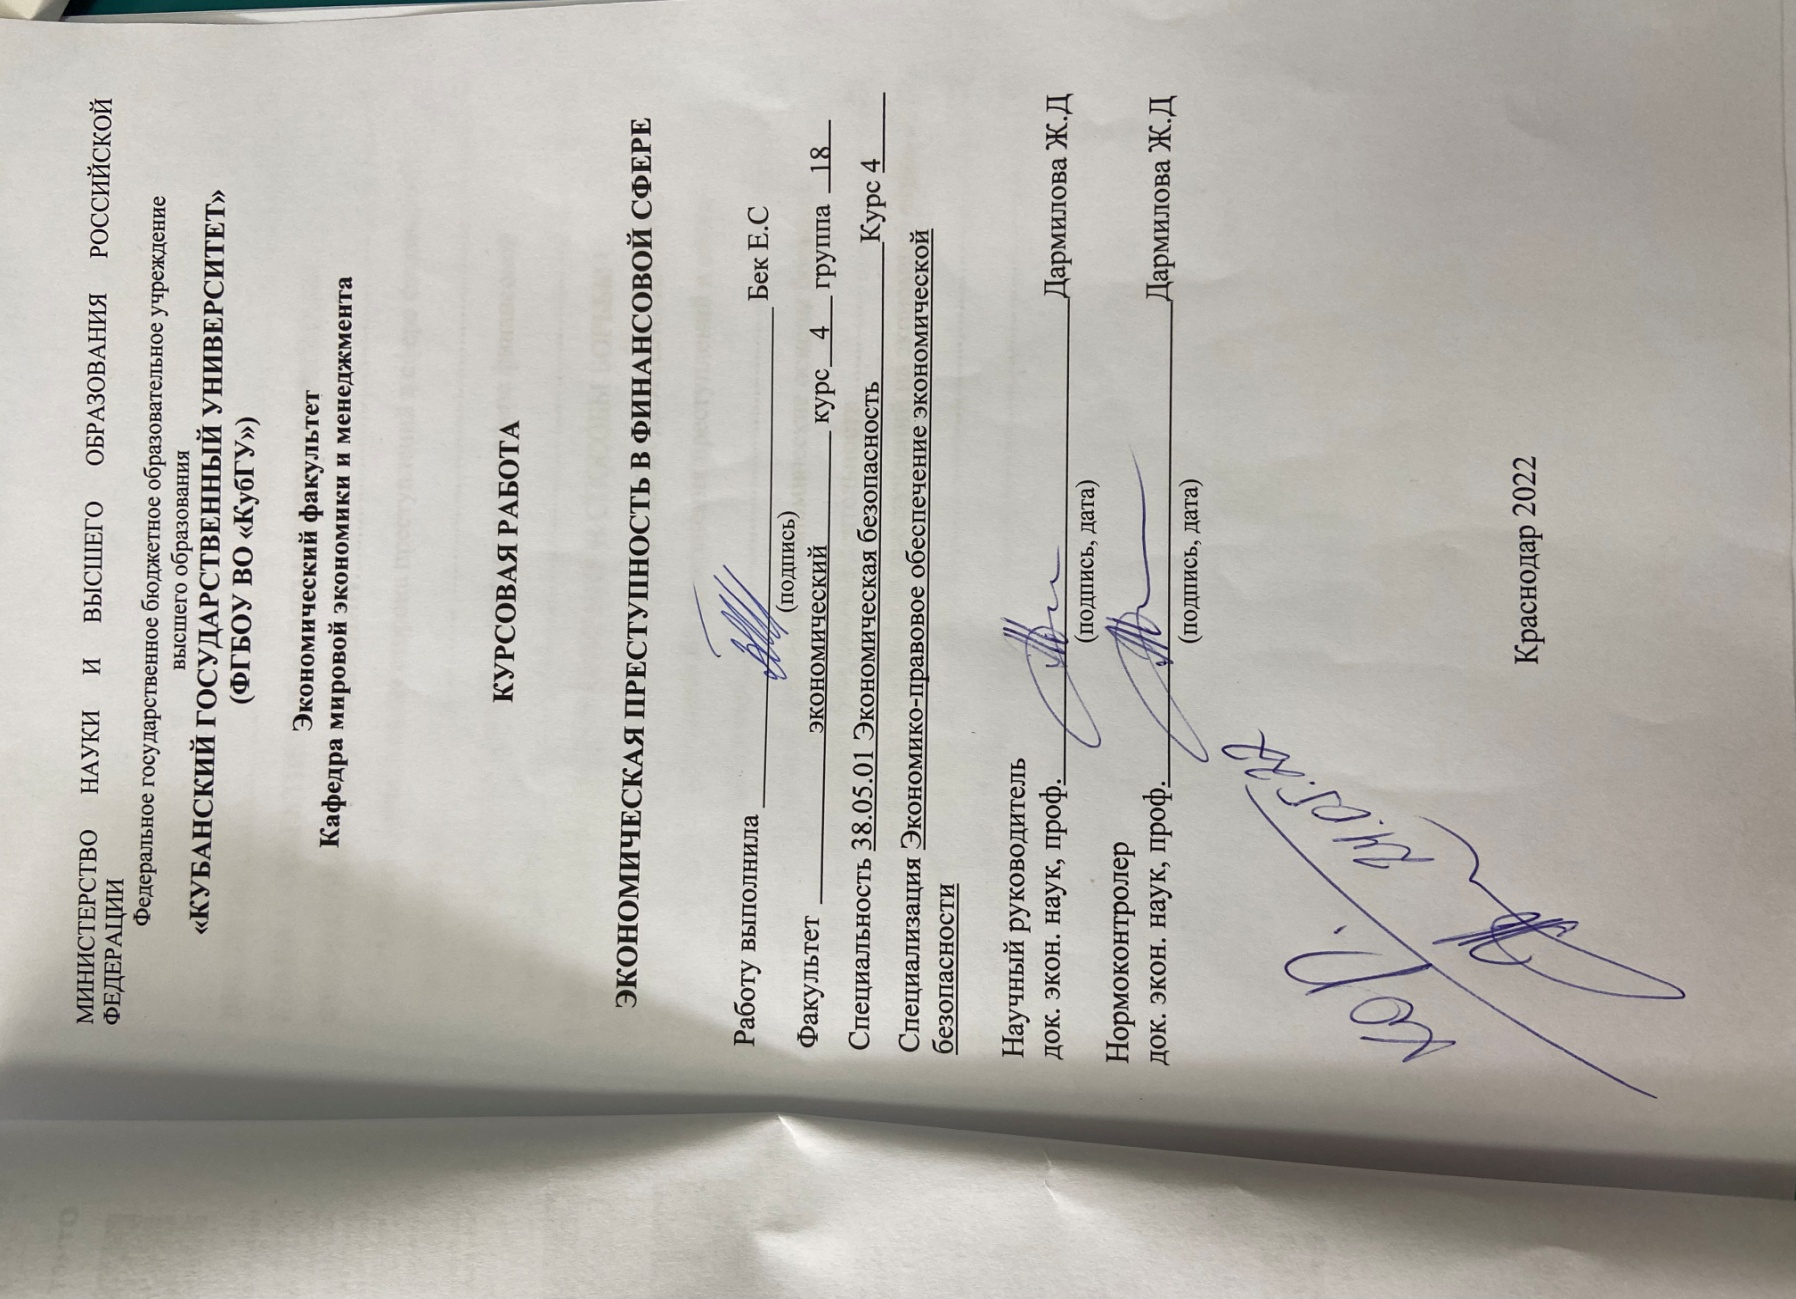 МИНИСТЕРСТВО НАУКИ И ВЫСШЕГО ОБРАЗОВАНИЯ РОССИЙСКОЙ
ФЕДЕРАЦИИ
Федеральное государственное бюджетное образовательное учреждение
высшего образования
«КУБАНСКИЙ ГОСУДАРСТВЕННЫЙ УНИВЕРСИТЕТ»
(ФГБОУ ВО «КубГУ»)
Экономический факультет
Кафедра мировой экономики и менеджмента
КУРСОВАЯ РАБОТА
ЭКОНОМИЧЕСКАЯ ПРЕСТУПНОСТЬ В ФИНАНСОВОЙ СФЕРЕ
Работу выполнила Бек Е.С
(подпись)
Факультет экономический курс 4 группа 18
Специальность 38.05.01 Экономическая безопасность Курс 4
Специализация Экономико-правовое обеспечение экономической
безопасности
Научный руководитель
док. экон. наук, проф. Дармилова Ж.Д
(подпись, дата)
Нормоконтролер
док. экон. наук, проф. Дармилова Ж.Д
(подпись, дата)
Краснодар 2022